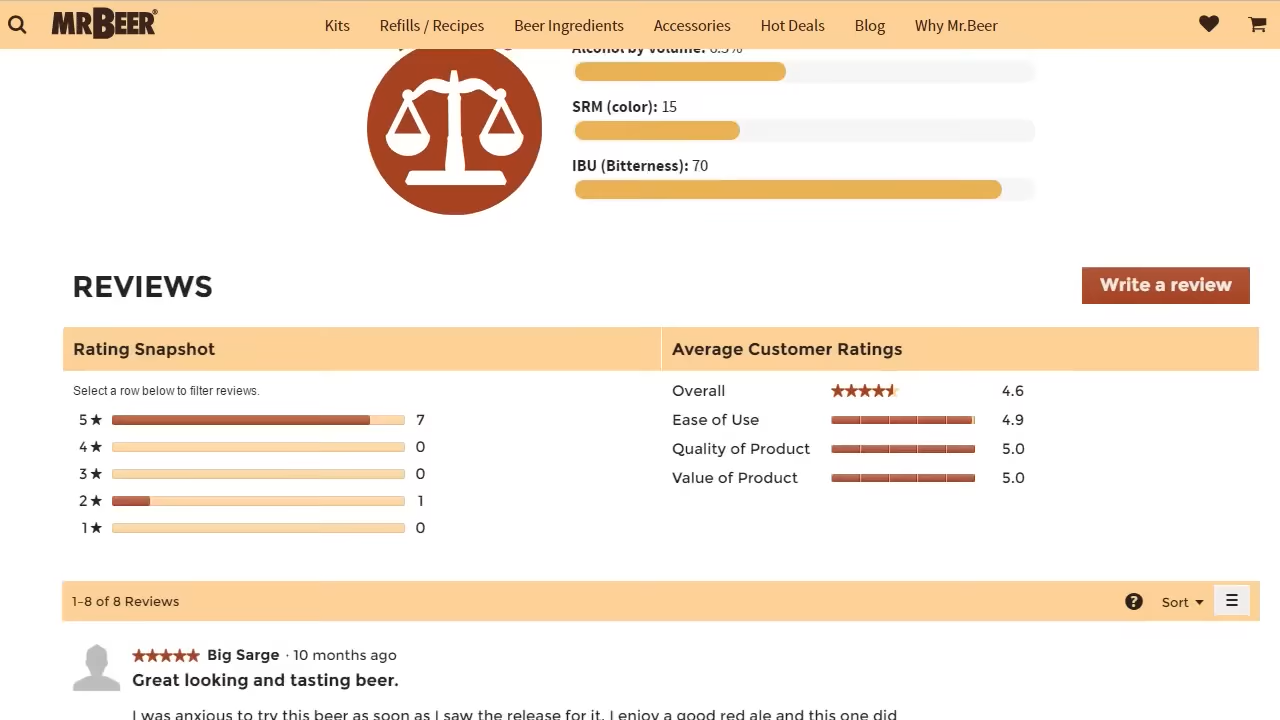 MRBEER®
Kits
Refills / Recipes
Beer Ingredients
Accessories
Hot Deals
Blog
Why Mr.Beer
Alcohol by volume: 6.5%
SRM (color): 15
IBU (Bitterness): 70
REVIEWS
Write a review
Rating Snapshot
Select a row below to filter reviews.
5★ 7
4★ 0
3★ 0
2★ 1
1★ 0
Average Customer Ratings
Overall 4.6
Ease of Use 4.9
Quality of Product 5.0
Value of Product 5.0
1–8 of 8 Reviews
? Sort
Big Sarge · 10 months ago
Great looking and tasting beer.
I was anxious to try this beer as soon as I saw the release for it. I enjoy a good red ale and this one did